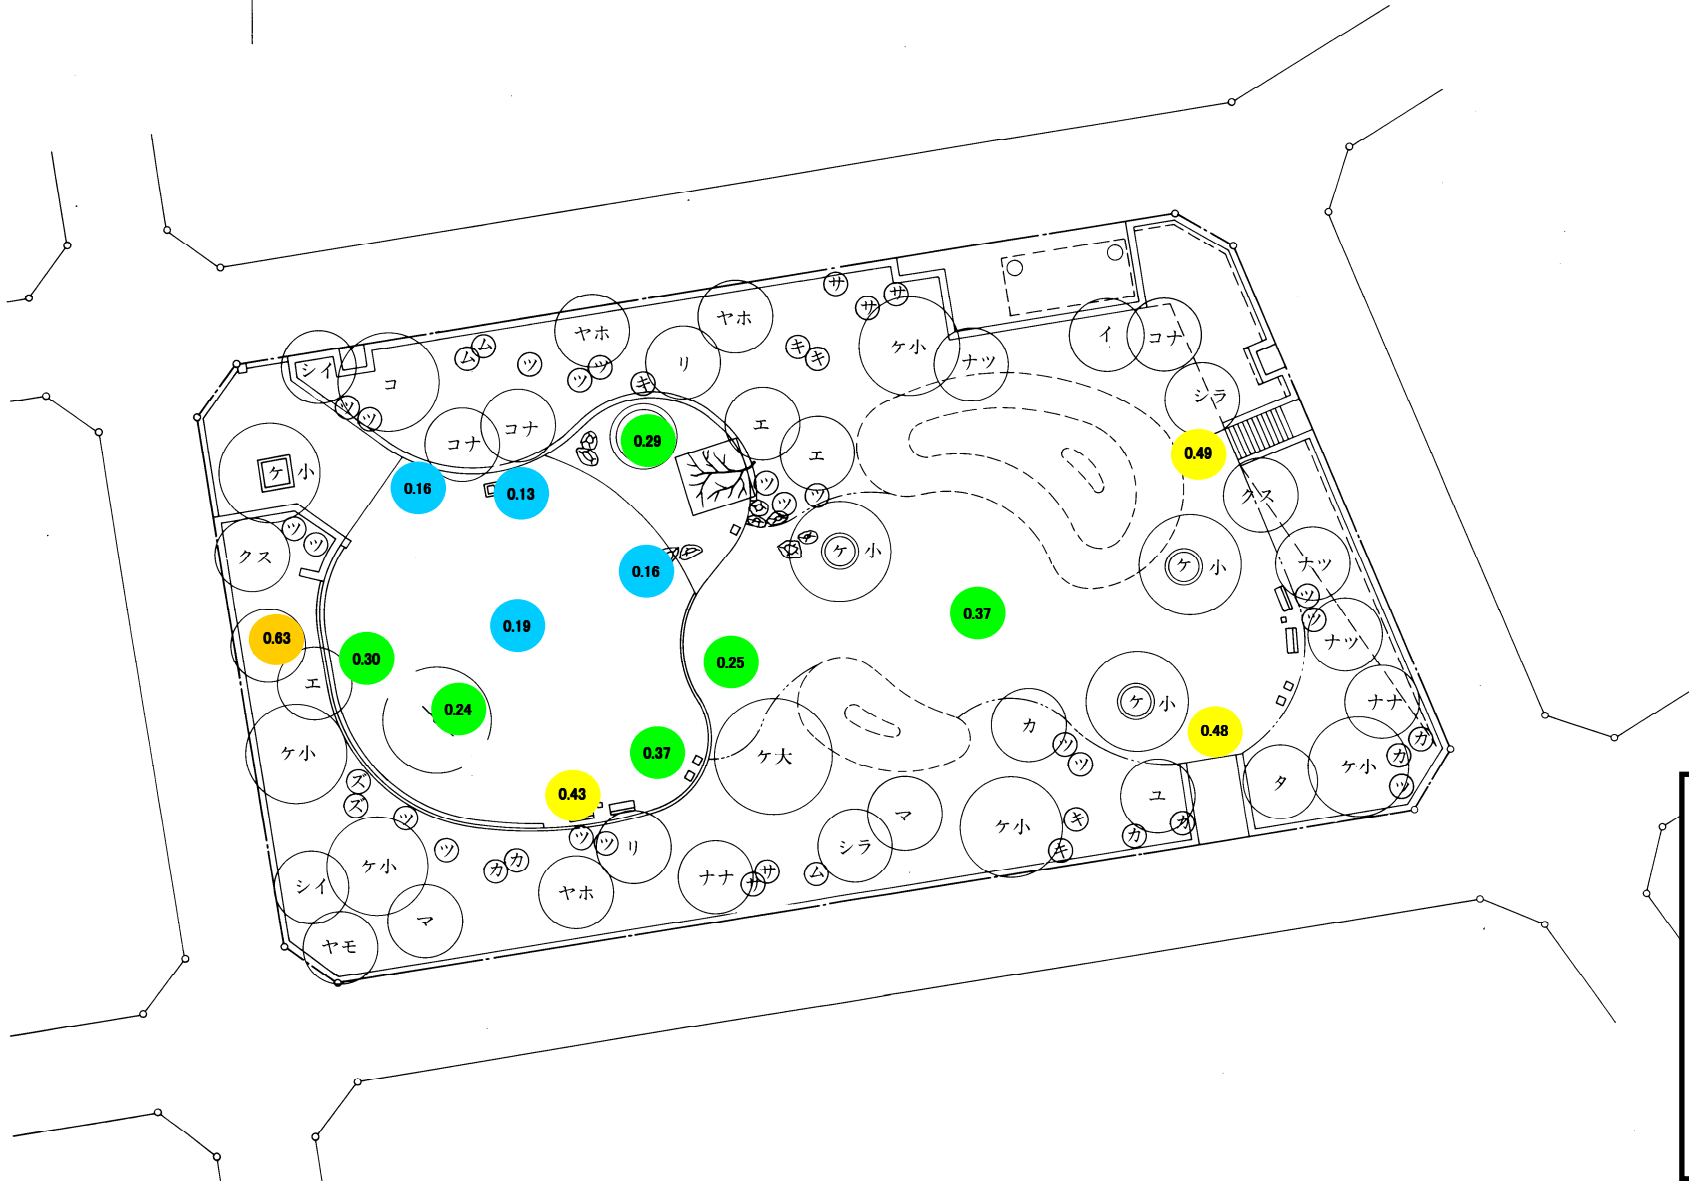 サ
サ
サ
ヤホ
ヤホ
イ
コナ
ケ小
ナツ
ム
ム
キ
キ
リ
ツ
ツ
ツ
キ
シイ
コ
シラ
ツ
ツ
コナ
コナ
エ
エ
0.29
0.49
ケ小
0.16
0.13
ツ
ツ
ツ
クス
ツ
ツ
クス
ケ小
ケ小
ナツ
0.16
ツ
ツ
0.37
0.19
0.63
0.30
0.25
ナツ
エ
0.24
ナナ
ケ小
カ
0.48
ケ小
0.37
ケ大
ツ
ツ
カ
カ
ケ小
ツ
タ
ズ
ズ
0.43
ユ
ツ
マ
ケ小
キ
カ
カ
キ
ツ
ツ
リ
シラ
ツ
ケ小
カ
カ
シイ
ヤホ
ナナ
サ
サ
ム
マ
ヤモ